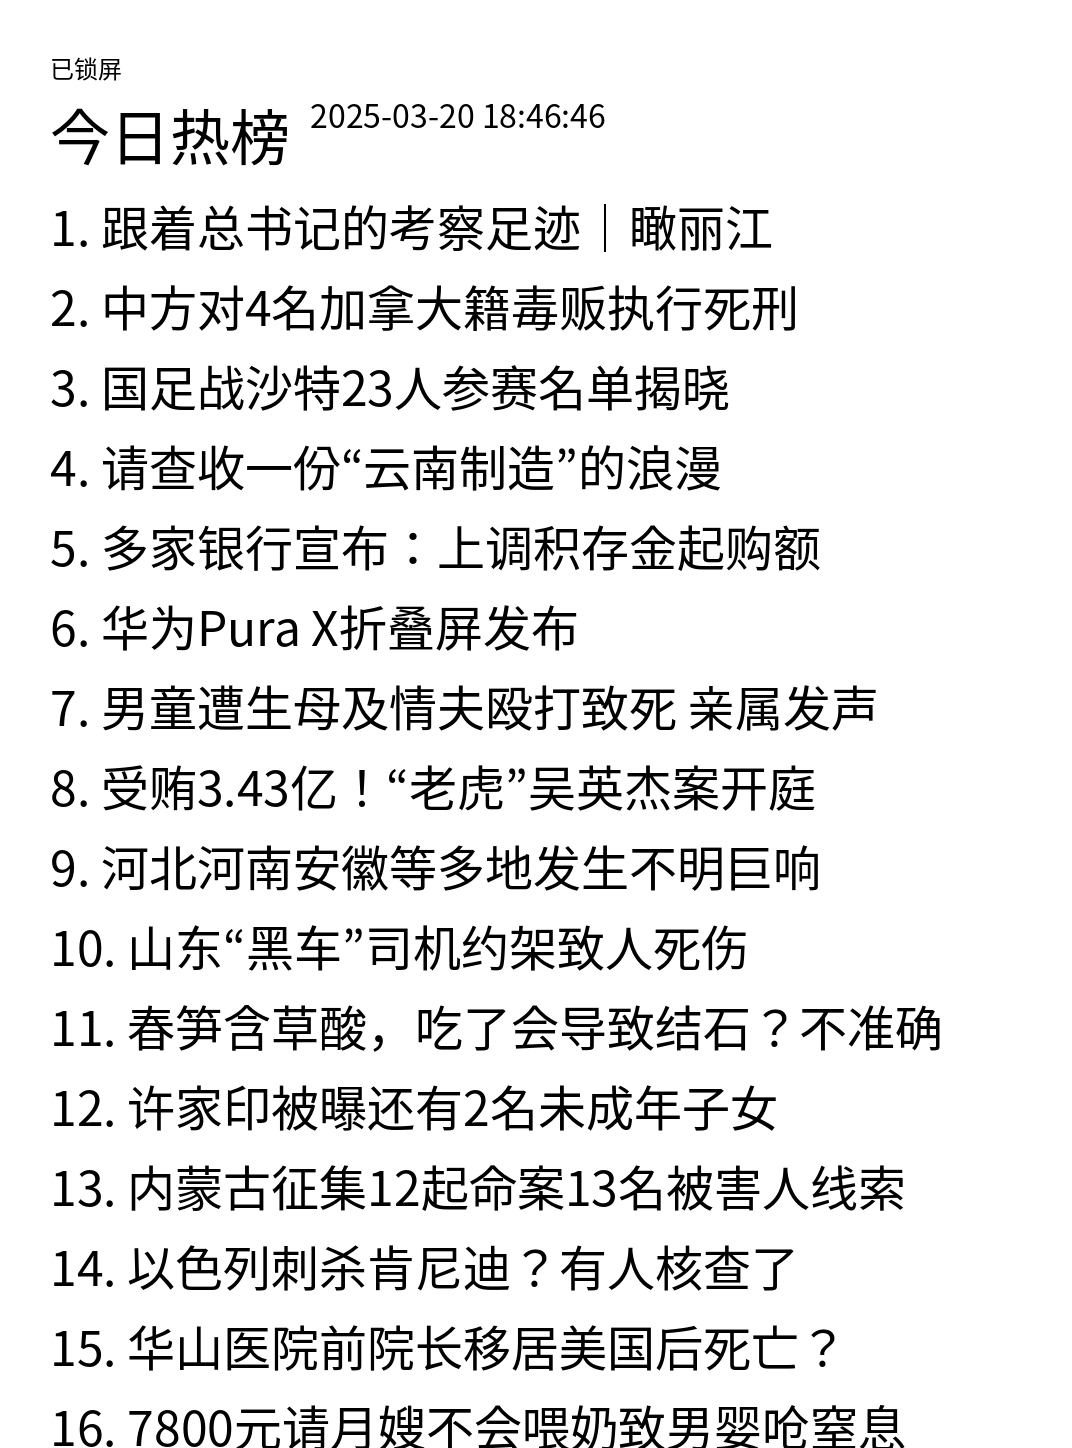 已锁屏
今日热榜 2025-03-20 18:46:46
1. 跟着总书记的考察足迹｜瞰丽江
2. 中方对4名加拿大籍毒贩执行死刑
3. 国足战沙特23人参赛名单揭晓
4. 请查收一份“云南制造”的浪漫
5. 多家银行宣布：上调积存金起购额
6. 华为Pura X折叠屏发布
7. 男童遭生母及情夫殴打致死 亲属发声
8. 受贿3.43亿！“老虎”吴英杰案开庭
9. 河北河南安徽等多地发生不明巨响
10. 山东“黑车”司机约架致人死伤
11. 春笋含草酸，吃了会导致结石？不准确
12. 许家印被曝还有2名未成年子女
13. 内蒙古征集12起命案13名被害人线索
14. 以色列刺杀肯尼迪？有人核查了
15. 华山医院前院长移居美国后死亡？
16. 7800元请月嫂不会喂奶致男婴呛窒息